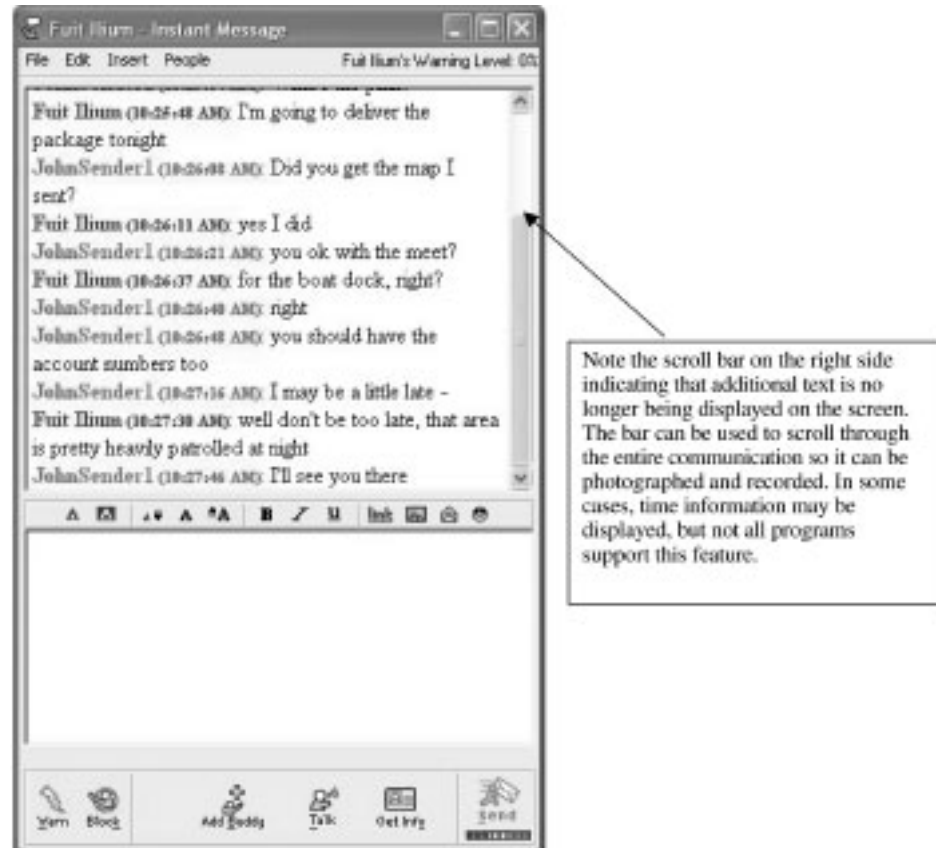 Fuit Ilium - Instant Message
File Edit Insert People Fuit Ilium's Warning Level: 0%
Fuit Ilium (10:25:48 AM): I'm going to deliver the
package tonight
JohnSender1 (10:26:08 AM): Did you get the map I
sent?
Fuit Ilium (10:26:11 AM): yes I did
JohnSender1 (10:26:21 AM): you ok with the meet?
Fuit Ilium (10:26:37 AM): for the boat dock, right?
JohnSender1 (10:26:40 AM): right
JohnSender1 (10:26:48 AM): you should have the
account numbers too
JohnSender1 (10:27:16 AM): I may be a little late -
Fuit Ilium (10:27:30 AM): well don't be too late, that area
is pretty heavily patrolled at night
JohnSender1 (10:27:46 AM): I'll see you there
A A A A A B I U link
Warn Block Add Buddy Talk Get Info Send
Note the scroll bar on the right side
indicating that additional text is no
longer being displayed on the screen.
The bar can be used to scroll through
the entire communication so it can be
photographed and recorded. In some
cases, time information may be
displayed, but not all programs
support this feature.